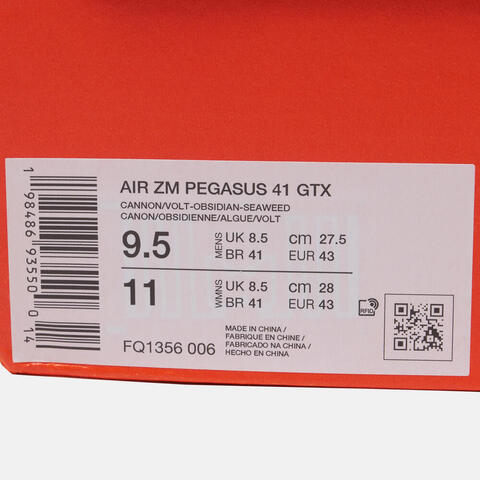 AIR ZM PEGASUS 41 GTX
CANNON/VOLT-OBSIDIAN-SEAWEED
CANON/OBSIDIENNE/ALGUE/VOLT
9.5 MENS UK 8.5 cm 27.5
BR 41 EUR 43
11 WMNS UK 8.5 cm 28
BR 41 EUR 43
RFID
MADE IN CHINA /
FABRIQUE EN CHINE /
FABRICADO NA CHINA /
HECHO EN CHINA
FQ1356 006
1 98486 93550 0 14